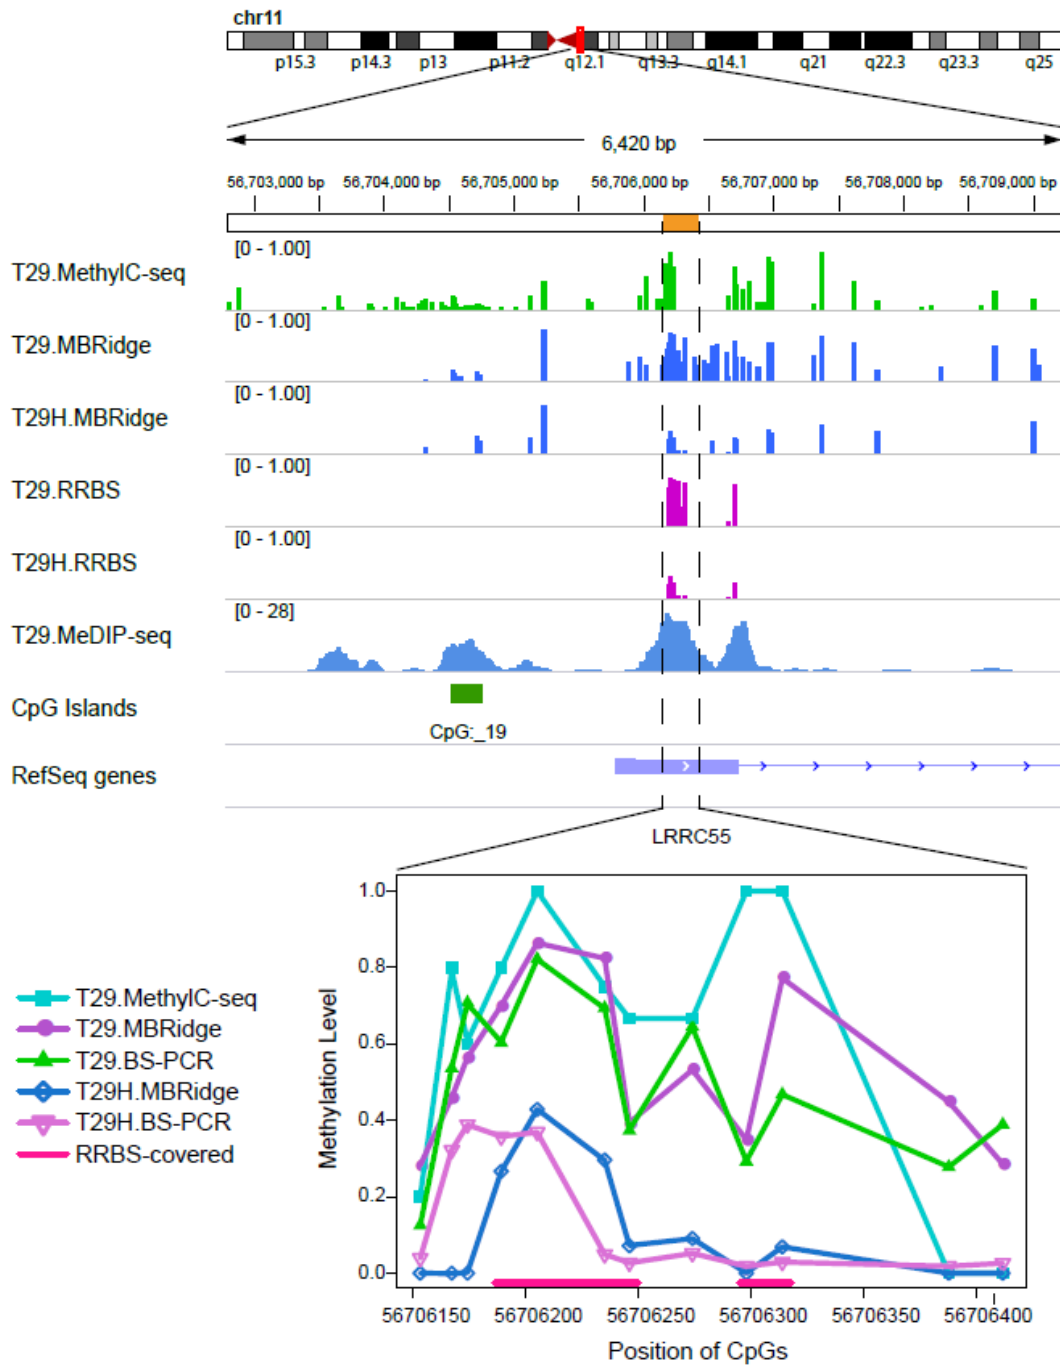 chr11
p15.3 p14.3 p13 p11.2 q12.1 q13.3 q14.1 q21 q22.3 q23.3 q25
6,420 bp
56,703,000 bp 56,704,000 bp 56,705,000 bp 56,706,000 bp 56,707,000 bp 56,708,000 bp 56,709,000 bp
[0 - 1.00]
T29.MethylC-seq
[0 - 1.00]
T29.MBRidge
[0 - 1.00]
T29H.MBRidge
[0 - 1.00]
T29.RRBS
[0 - 1.00]
T29H.RRBS
[0 - 28]
T29.MeDIP-seq
CpG Islands
CpG:_19
RefSeq genes
LRRC55
T29.MethylC-seq
T29.MBRidge
T29.BS-PCR
T29H.MBRidge
T29H.BS-PCR
RRBS-covered
Methylation Level
1.0
0.8
0.6
0.4
0.2
0.0
56706150 56706200 56706250 56706300 56706350 56706400
Position of CpGs